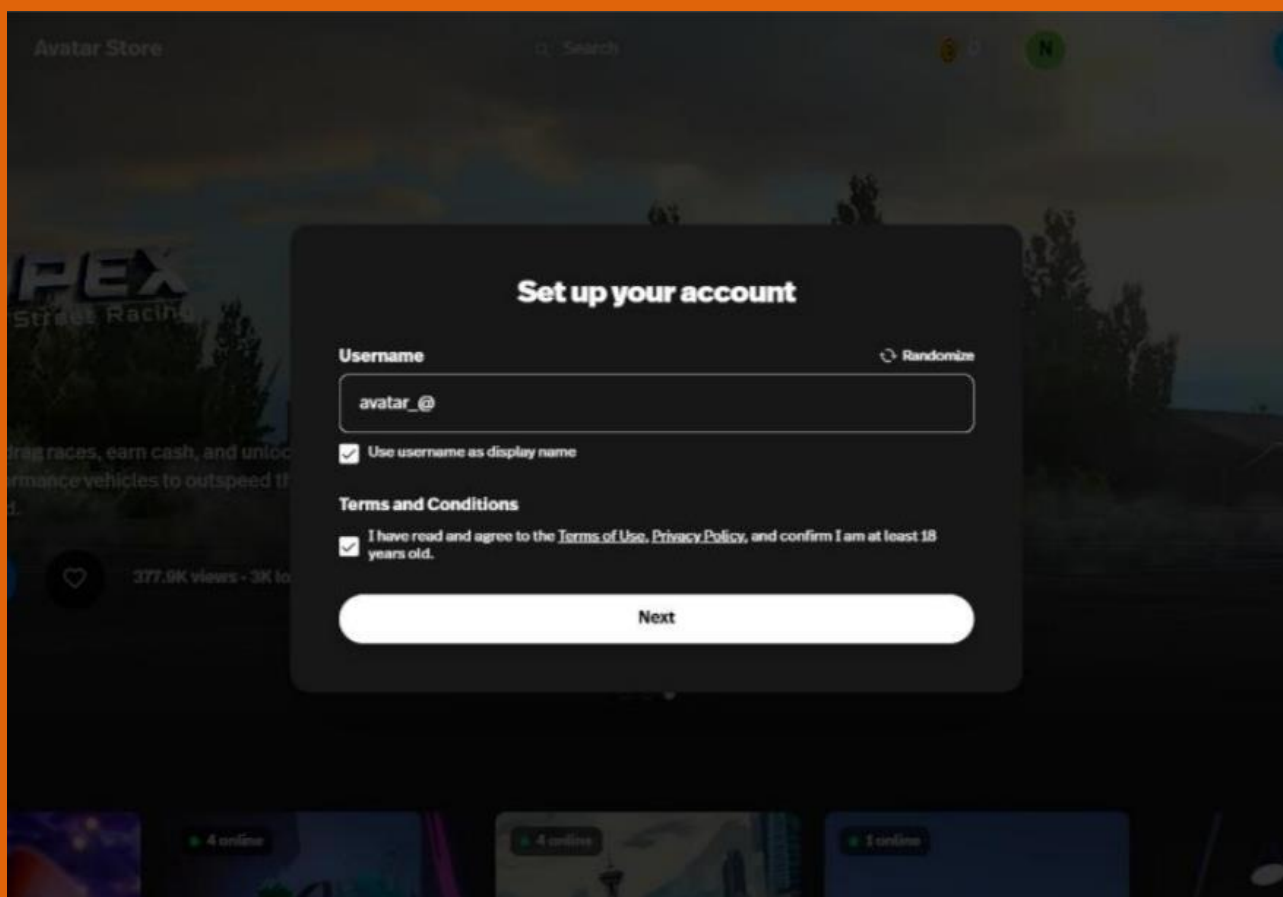 Avatar Store
Search
0
N
PEX
Street Racing
drag races, earn cash, and unloc
rmance vehicles to outspeed th
d.
377.9K views · 3K lo
Set up your account
Username
Randomize
avatar_@
Use username as display name
Terms and Conditions
I have read and agree to the Terms of Use, Privacy Policy, and confirm I am at least 18
years old.
Next
4 online
4 online
1 online